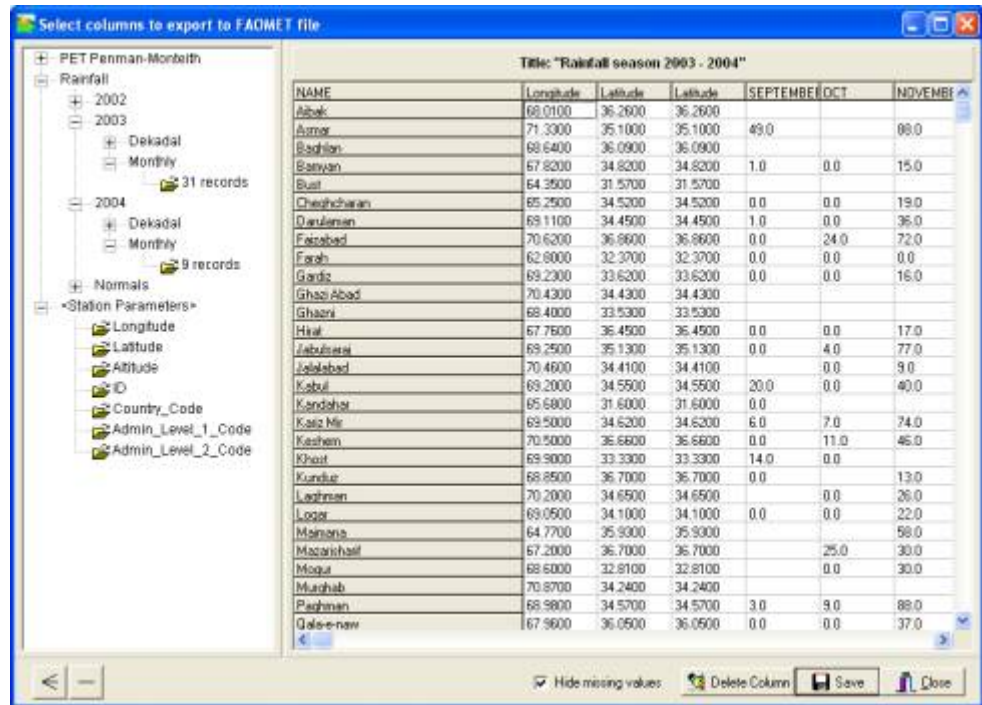 Select columns to export to FAOMET file
PET Penman-Monteith
Rainfall
2002
2003
Dekadal
Monthly
31 records
2004
Dekadal
Monthly
9 records
Normals
<Station Parameters>
Longitude
Latitude
Altitude
ID
Country_Code
Admin_Level_1_Code
Admin_Level_2_Code
Title: "Rainfall season 2003 - 2004"
NAME Longitude Latitude Latitude SEPTEMBER OCT NOVEMBE
Aibak 68.0100 36.2600 36.2600
Asmar 71.3300 35.1000 35.1000 49.0 88.0
Baghlan 68.6400 36.0900 36.0900
Bamyan 67.8200 34.8200 34.8200 1.0 0.0 15.0
Bust 64.3500 31.5700 31.5700
Cheghcharan 65.2500 34.5200 34.5200 0.0 0.0 19.0
Darulaman 69.1100 34.4500 34.4500 1.0 0.0 36.0
Faizabad 70.6200 36.8600 36.8600 0.0 24.0 72.0
Farah 62.8000 32.3700 32.3700 0.0 0.0 0.0
Gardiz 69.2300 33.6200 33.6200 0.0 0.0 16.0
Ghazi Abad 70.4300 34.4300 34.4300
Ghazni 68.4000 33.5300 33.5300
Hirat 67.7600 36.4500 36.4500 0.0 0.0 17.0
Jabulsaraj 69.2500 35.1300 35.1300 0.0 4.0 77.0
Jalalabad 70.4600 34.4100 34.4100 0.0 9.0
Kabul 69.2000 34.5500 34.5500 20.0 0.0 40.0
Kandahar 65.6800 31.6000 31.6000 0.0
Kariz Mir 69.5000 34.6200 34.6200 6.0 7.0 74.0
Keshem 70.5000 36.6600 36.6600 0.0 11.0 46.0
Khost 69.9000 33.3300 33.3300 14.0 0.0
Kunduz 68.8500 36.7000 36.7000 0.0 13.0
Laghman 70.2000 34.6500 34.6500 0.0 26.0
Logar 69.0500 34.1000 34.1000 0.0 0.0 22.0
Maimana 64.7700 35.9300 35.9300 58.0
Mazarisharif 67.2000 36.7000 36.7000 25.0 30.0
Moqur 68.6000 32.8100 32.8100 0.0 30.0
Murghab 70.8700 34.2400 34.2400
Paghman 68.9800 34.5700 34.5700 3.0 9.0 88.0
Qala-e-naw 67.9600 36.0500 36.0500 0.0 0.0 37.0
Hide missing values Delete Column Save Close